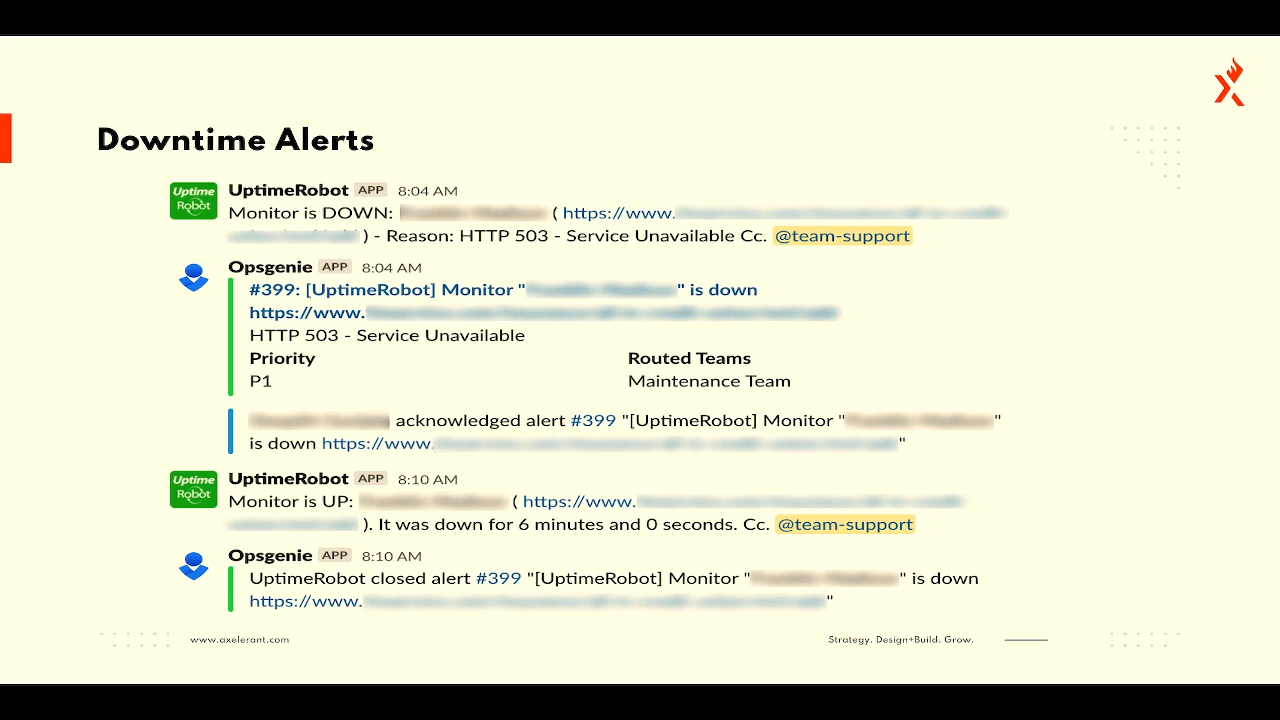 Downtime Alerts
Uptime Robot
UptimeRobot APP 8:04 AM
Monitor is DOWN: ( https://www.
) - Reason: HTTP 503 - Service Unavailable Cc. @team-support
Opsgenie APP 8:04 AM
#399: [UptimeRobot] Monitor "" is down
https://www.
HTTP 503 - Service Unavailable
Priority Routed Teams
P1 Maintenance Team
acknowledged alert #399 "[UptimeRobot] Monitor ""
is down https://www."
Uptime Robot
UptimeRobot APP 8:10 AM
Monitor is UP: ( https://www.
). It was down for 6 minutes and 0 seconds. Cc. @team-support
Opsgenie APP 8:10 AM
UptimeRobot closed alert #399 "[UptimeRobot] Monitor "" is down
https://www."
www.axelerant.com
Strategy. Design+Build. Grow.